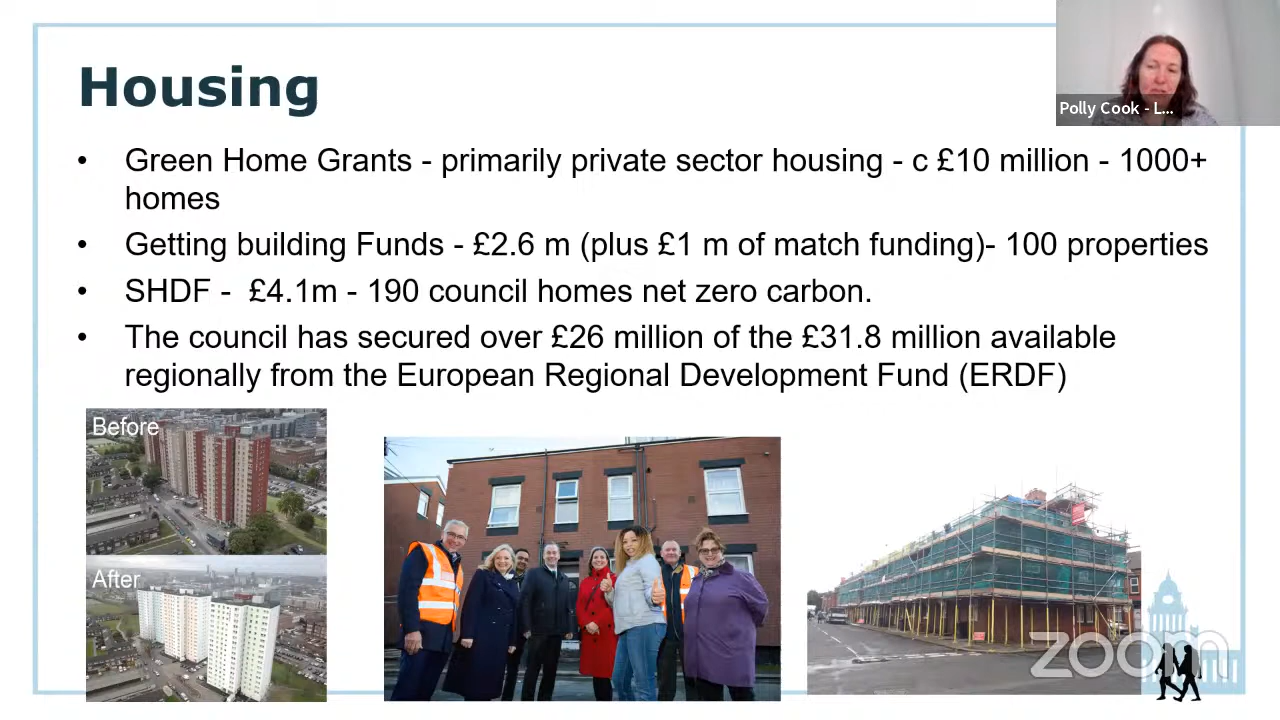 Housing
Polly Cook - L...
• Green Home Grants - primarily private sector housing - c £10 million - 1000+
homes
• Getting building Funds - £2.6 m (plus £1 m of match funding)- 100 properties
• SHDF -  £4.1m - 190 council homes net zero carbon.
• The council has secured over £26 million of the £31.8 million available
regionally from the European Regional Development Fund (ERDF)
Before
After
zoom